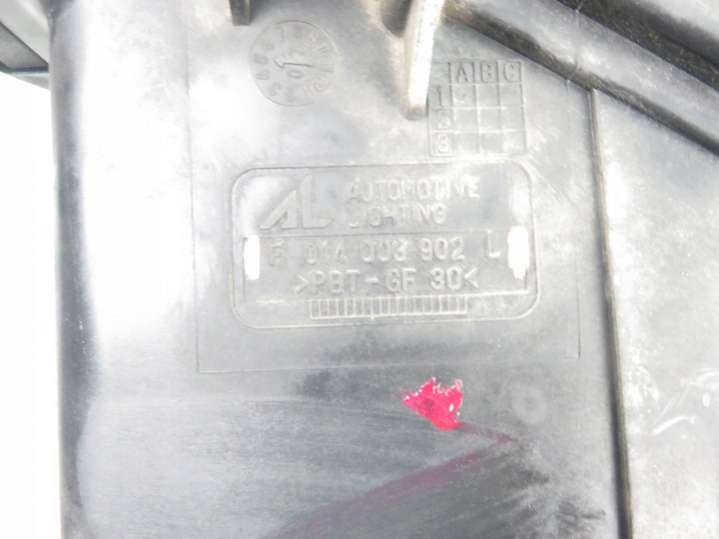 A B C
1
2
3
AL AUTOMOTIVE
LIGHTING
014 003 902 L
>PBT-GF 30<